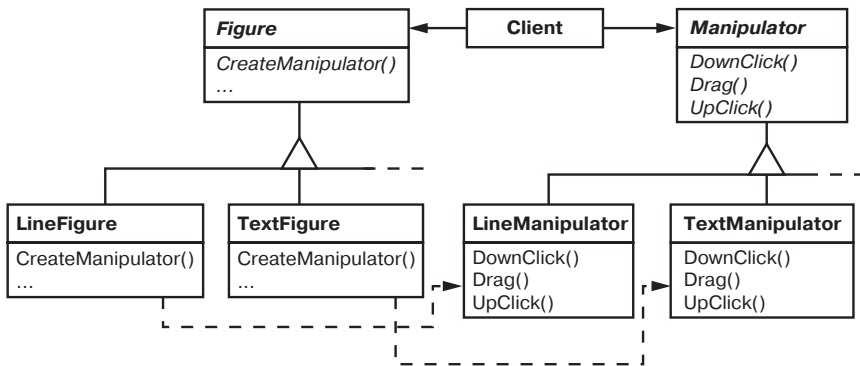 Figure
CreateManipulator()
...
Client
Manipulator
DownClick()
Drag()
UpClick()
LineFigure
CreateManipulator()
...
TextFigure
CreateManipulator()
...
LineManipulator
DownClick()
Drag()
UpClick()
TextManipulator
DownClick()
Drag()
UpClick()